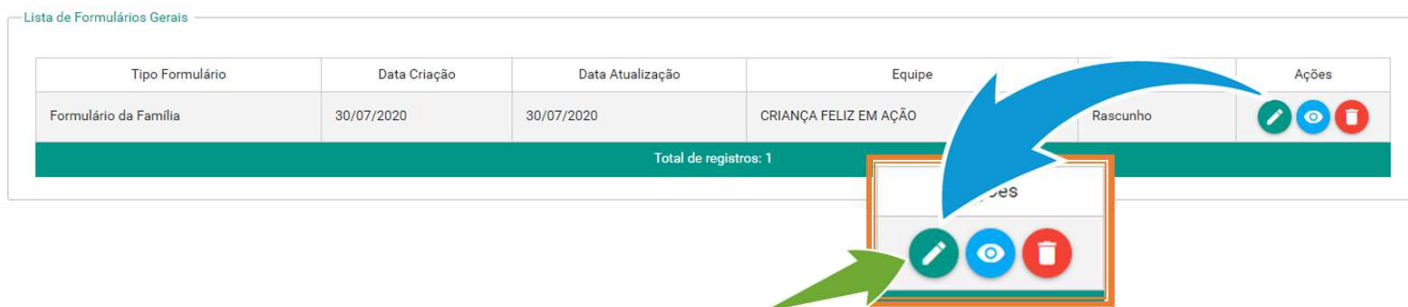 Lista de Formulários Gerais
Tipo Formulário Data Criação Data Atualização Equipe Ações
Formulário da Família 30/07/2020 30/07/2020 CRIANÇA FELIZ EM AÇÃO Rascunho
Total de registros: 1